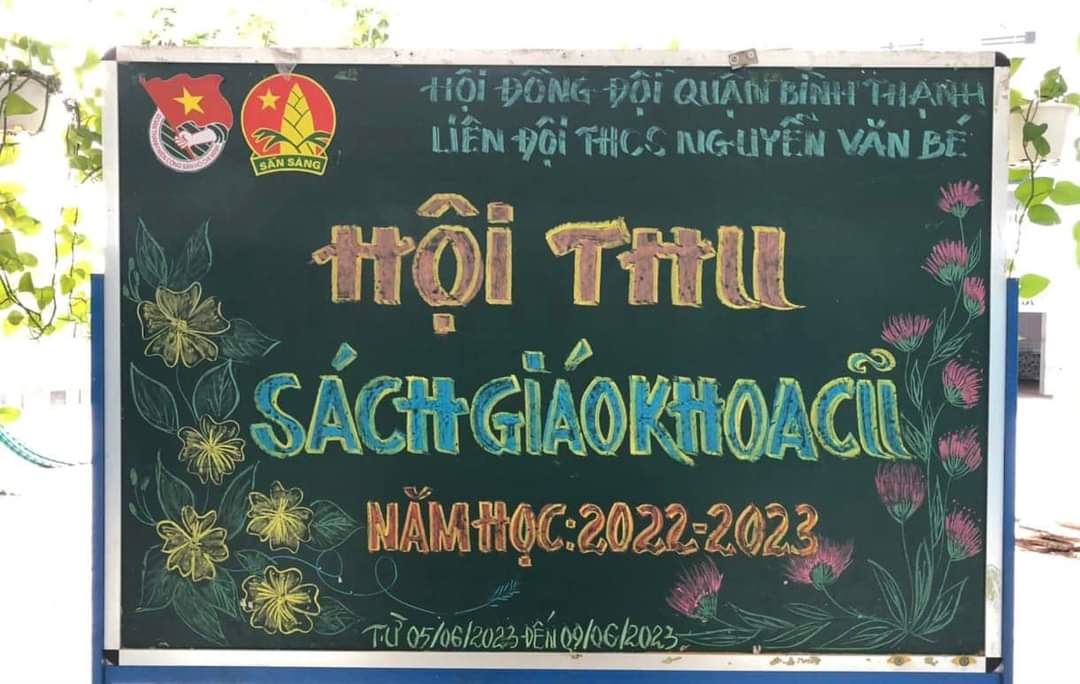 HỘI ĐỒNG ĐỘI QUẬN BÌNH THẠNH
LIÊN ĐỘI THCS NGUYỄN VĂN BÉ
SẴN SÀNG
HỘI THU
SÁCH GIÁO KHOA CŨ
NĂM HỌC: 2022-2023
TỪ 05/06/2023 ĐẾN 09/06/2023